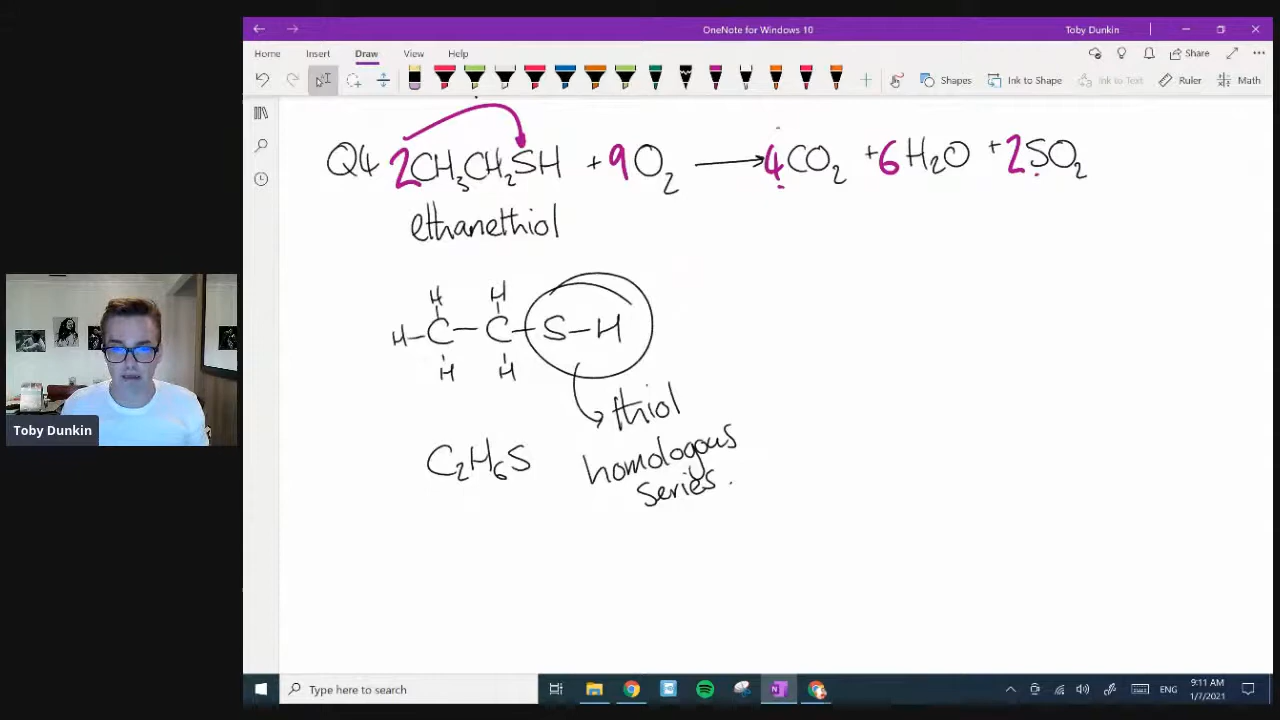 OneNote for Windows 10
Toby Dunkin
Home Insert Draw View Help
Share
Shapes Ink to Shape Ink to Text Ruler Math
Q4 2CH₃CH₂SH + 9O₂ → 4CO₂ + 6H₂O + 2SO₂
ethanethiol
H H
H-C-C-S-H
H H
thiol
homologous
series.
C₂H₆S
Toby Dunkin
Type here to search
ENG
9:11 AM
1/7/2021